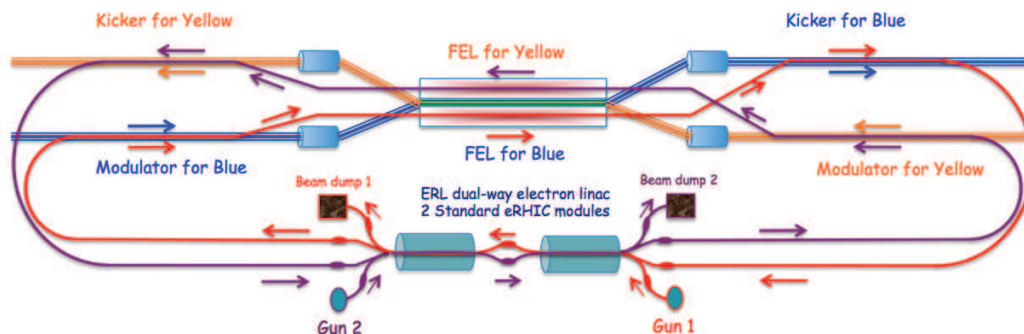 Kicker for Yellow
Kicker for Blue
FEL for Yellow
Modulator for Blue
FEL for Blue
Modulator for Yellow
Beam dump 1
ERL dual-way electron linac
2 Standard eRHIC modules
Beam dump 2
Gun 2
Gun 1